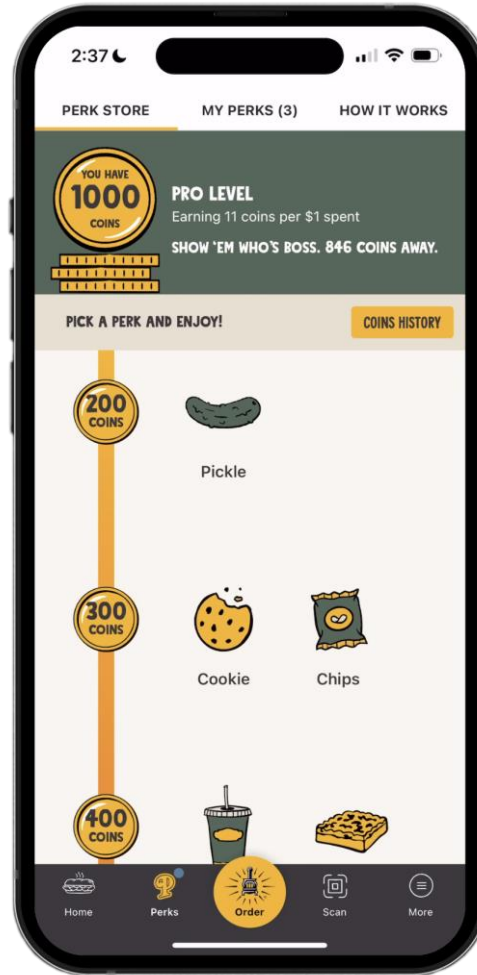 2:37
PERK STORE
MY PERKS (3)
HOW IT WORKS
YOU HAVE
1000
COINS
PRO LEVEL
Earning 11 coins per $1 spent
SHOW 'EM WHO'S BOSS. 846 COINS AWAY.
PICK A PERK AND ENJOY!
COINS HISTORY
200
COINS
Pickle
300
COINS
Cookie
Chips
400
COINS
Home
Perks
Order
Scan
More